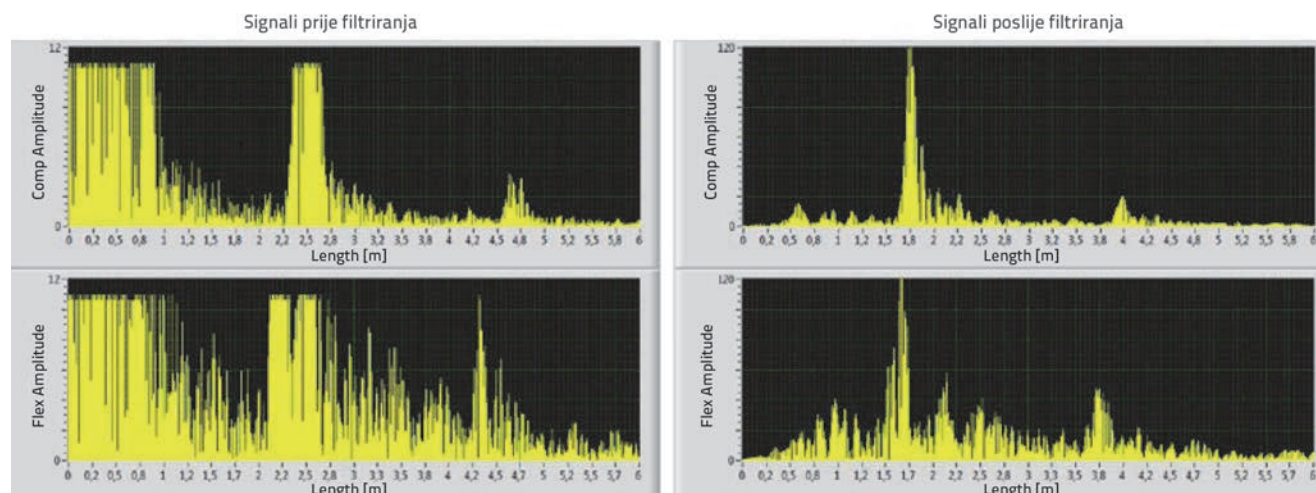 Signali prije filtriranja
Signali poslije filtriranja
12
Comp Amplitude
0
0 0,2 0,5 0,8 1 1,2 1,5 1,8 2 2,2 2,5 2,8 3 3,3 3,5 3,8 4 4,2 4,5 4,8 5 5,2 5,5 5,8 6
Length [m]
120
Comp Amplitude
0
0 0,2 0,5 0,8 1 1,2 1,5 1,8 2 2,2 2,5 2,8 3 3,2 3,5 3,8 4 4,2 4,5 4,8 5 5,2 5,5 5,8 6
Length [m]
12
Flex Amplitude
0
0 0,2 0,5 0,7 1 1,2 1,5 1,7 2 2,2 2,5 2,7 3 3,2 3,5 3,7 4 4,2 4,5 4,7 5 5,2 5,5 5,7 6
Length [m]
120
Flex Amplitude
0
0 0,2 0,5 0,7 1 1,2 1,5 1,7 2 2,2 2,5 2,7 3 3,2 3,5 3,7 4 4,2 4,5 4,7 5 5,2 5,5 5,7 6
Length [m]